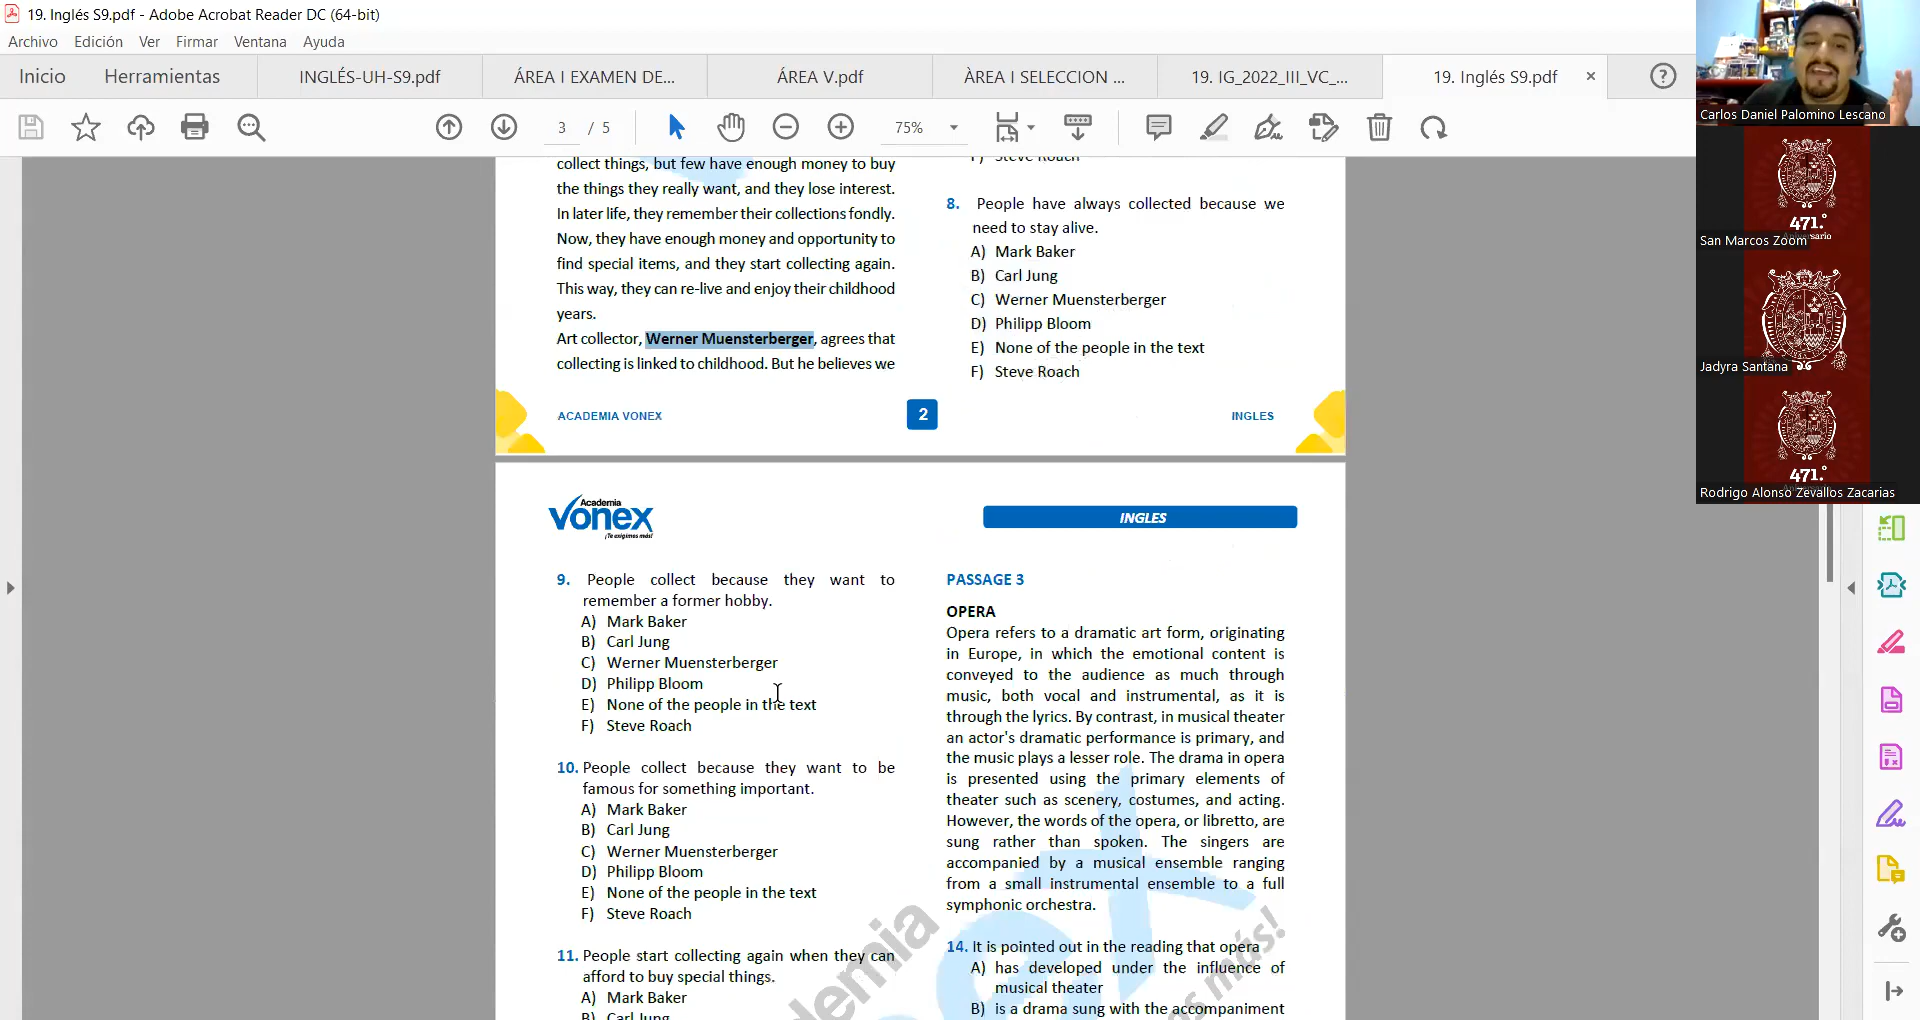 19. Inglés S9.pdf - Adobe Acrobat Reader DC (64-bit)
Archivo Edición Ver Firmar Ventana Ayuda
Inicio Herramientas INGLÉS-UH-S9.pdf ÁREA I EXAMEN DE... ÁREA V.pdf ÀREA I SELECCION ... 19. IG_2022_III_VC_... 19. Inglés S9.pdf ×
3 / 5 75%
collect things, but few have enough money to buy
the things they really want, and they lose interest.
In later life, they remember their collections fondly.
Now, they have enough money and opportunity to
find special items, and they start collecting again.
This way, they can re-live and enjoy their childhood
years.
Art collector, Werner Muensterberger, agrees that
collecting is linked to childhood. But he believes we
F) Steve Roach
8. People have always collected because we
need to stay alive.
A) Mark Baker
B) Carl Jung
C) Werner Muensterberger
D) Philipp Bloom
E) None of the people in the text
F) Steve Roach
ACADEMIA VONEX 2 INGLES
Academia
Vonex
¡Te exigimos más!
INGLES
9. People collect because they want to
remember a former hobby.
A) Mark Baker
B) Carl Jung
C) Werner Muensterberger
D) Philipp Bloom
E) None of the people in the text
F) Steve Roach
10. People collect because they want to be
famous for something important.
A) Mark Baker
B) Carl Jung
C) Werner Muensterberger
D) Philipp Bloom
E) None of the people in the text
F) Steve Roach
11. People start collecting again when they can
afford to buy special things.
A) Mark Baker
B) Carl Jung
PASSAGE 3
OPERA
Opera refers to a dramatic art form, originating
in Europe, in which the emotional content is
conveyed to the audience as much through
music, both vocal and instrumental, as it is
through the lyrics. By contrast, in musical theater
an actor's dramatic performance is primary, and
the music plays a lesser role. The drama in opera
is presented using the primary elements of
theater such as scenery, costumes, and acting.
However, the words of the opera, or libretto, are
sung rather than spoken. The singers are
accompanied by a musical ensemble ranging
from a small instrumental ensemble to a full
symphonic orchestra.
14. It is pointed out in the reading that opera
A) has developed under the influence of
musical theater
B) is a drama sung with the accompaniment
Carlos Daniel Palomino Lescano
471.°
Aniversario
San Marcos Zoom
Jadyra Santana
471.°
Rodrigo Alonso Zevallos Zacarias